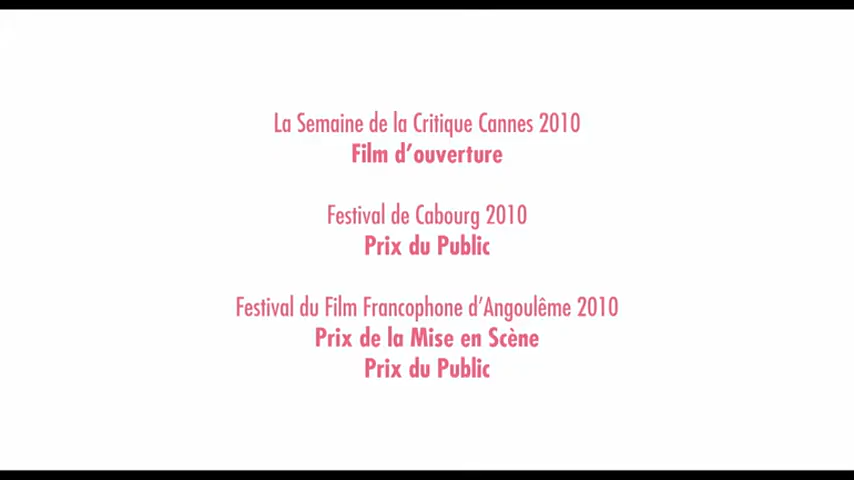 La Semaine de la Critique Cannes 2010
Film d'ouverture
Festival de Cabourg 2010
Prix du Public
Festival du Film Francophone d'Angoulême 2010
Prix de la Mise en Scène
Prix du Public